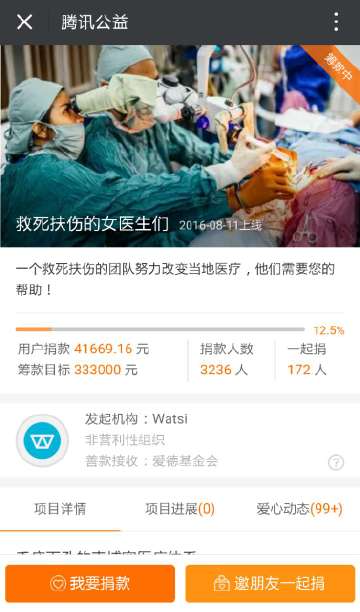 腾讯公益
筹款中
救死扶伤的女医生们 2016-08-11上线
一个救死扶伤的团队努力改变当地医疗，他们需要您的
帮助！
12.5%
用户捐款 41669.16 元
筹款目标 333000 元
捐款人数
3236 人
一起捐
172 人
发起机构：Watsi
非营利性组织
善款接收：爱德基金会
?
项目详情 项目进展(0) 爱心动态(99+)
我要捐款 邀朋友一起捐